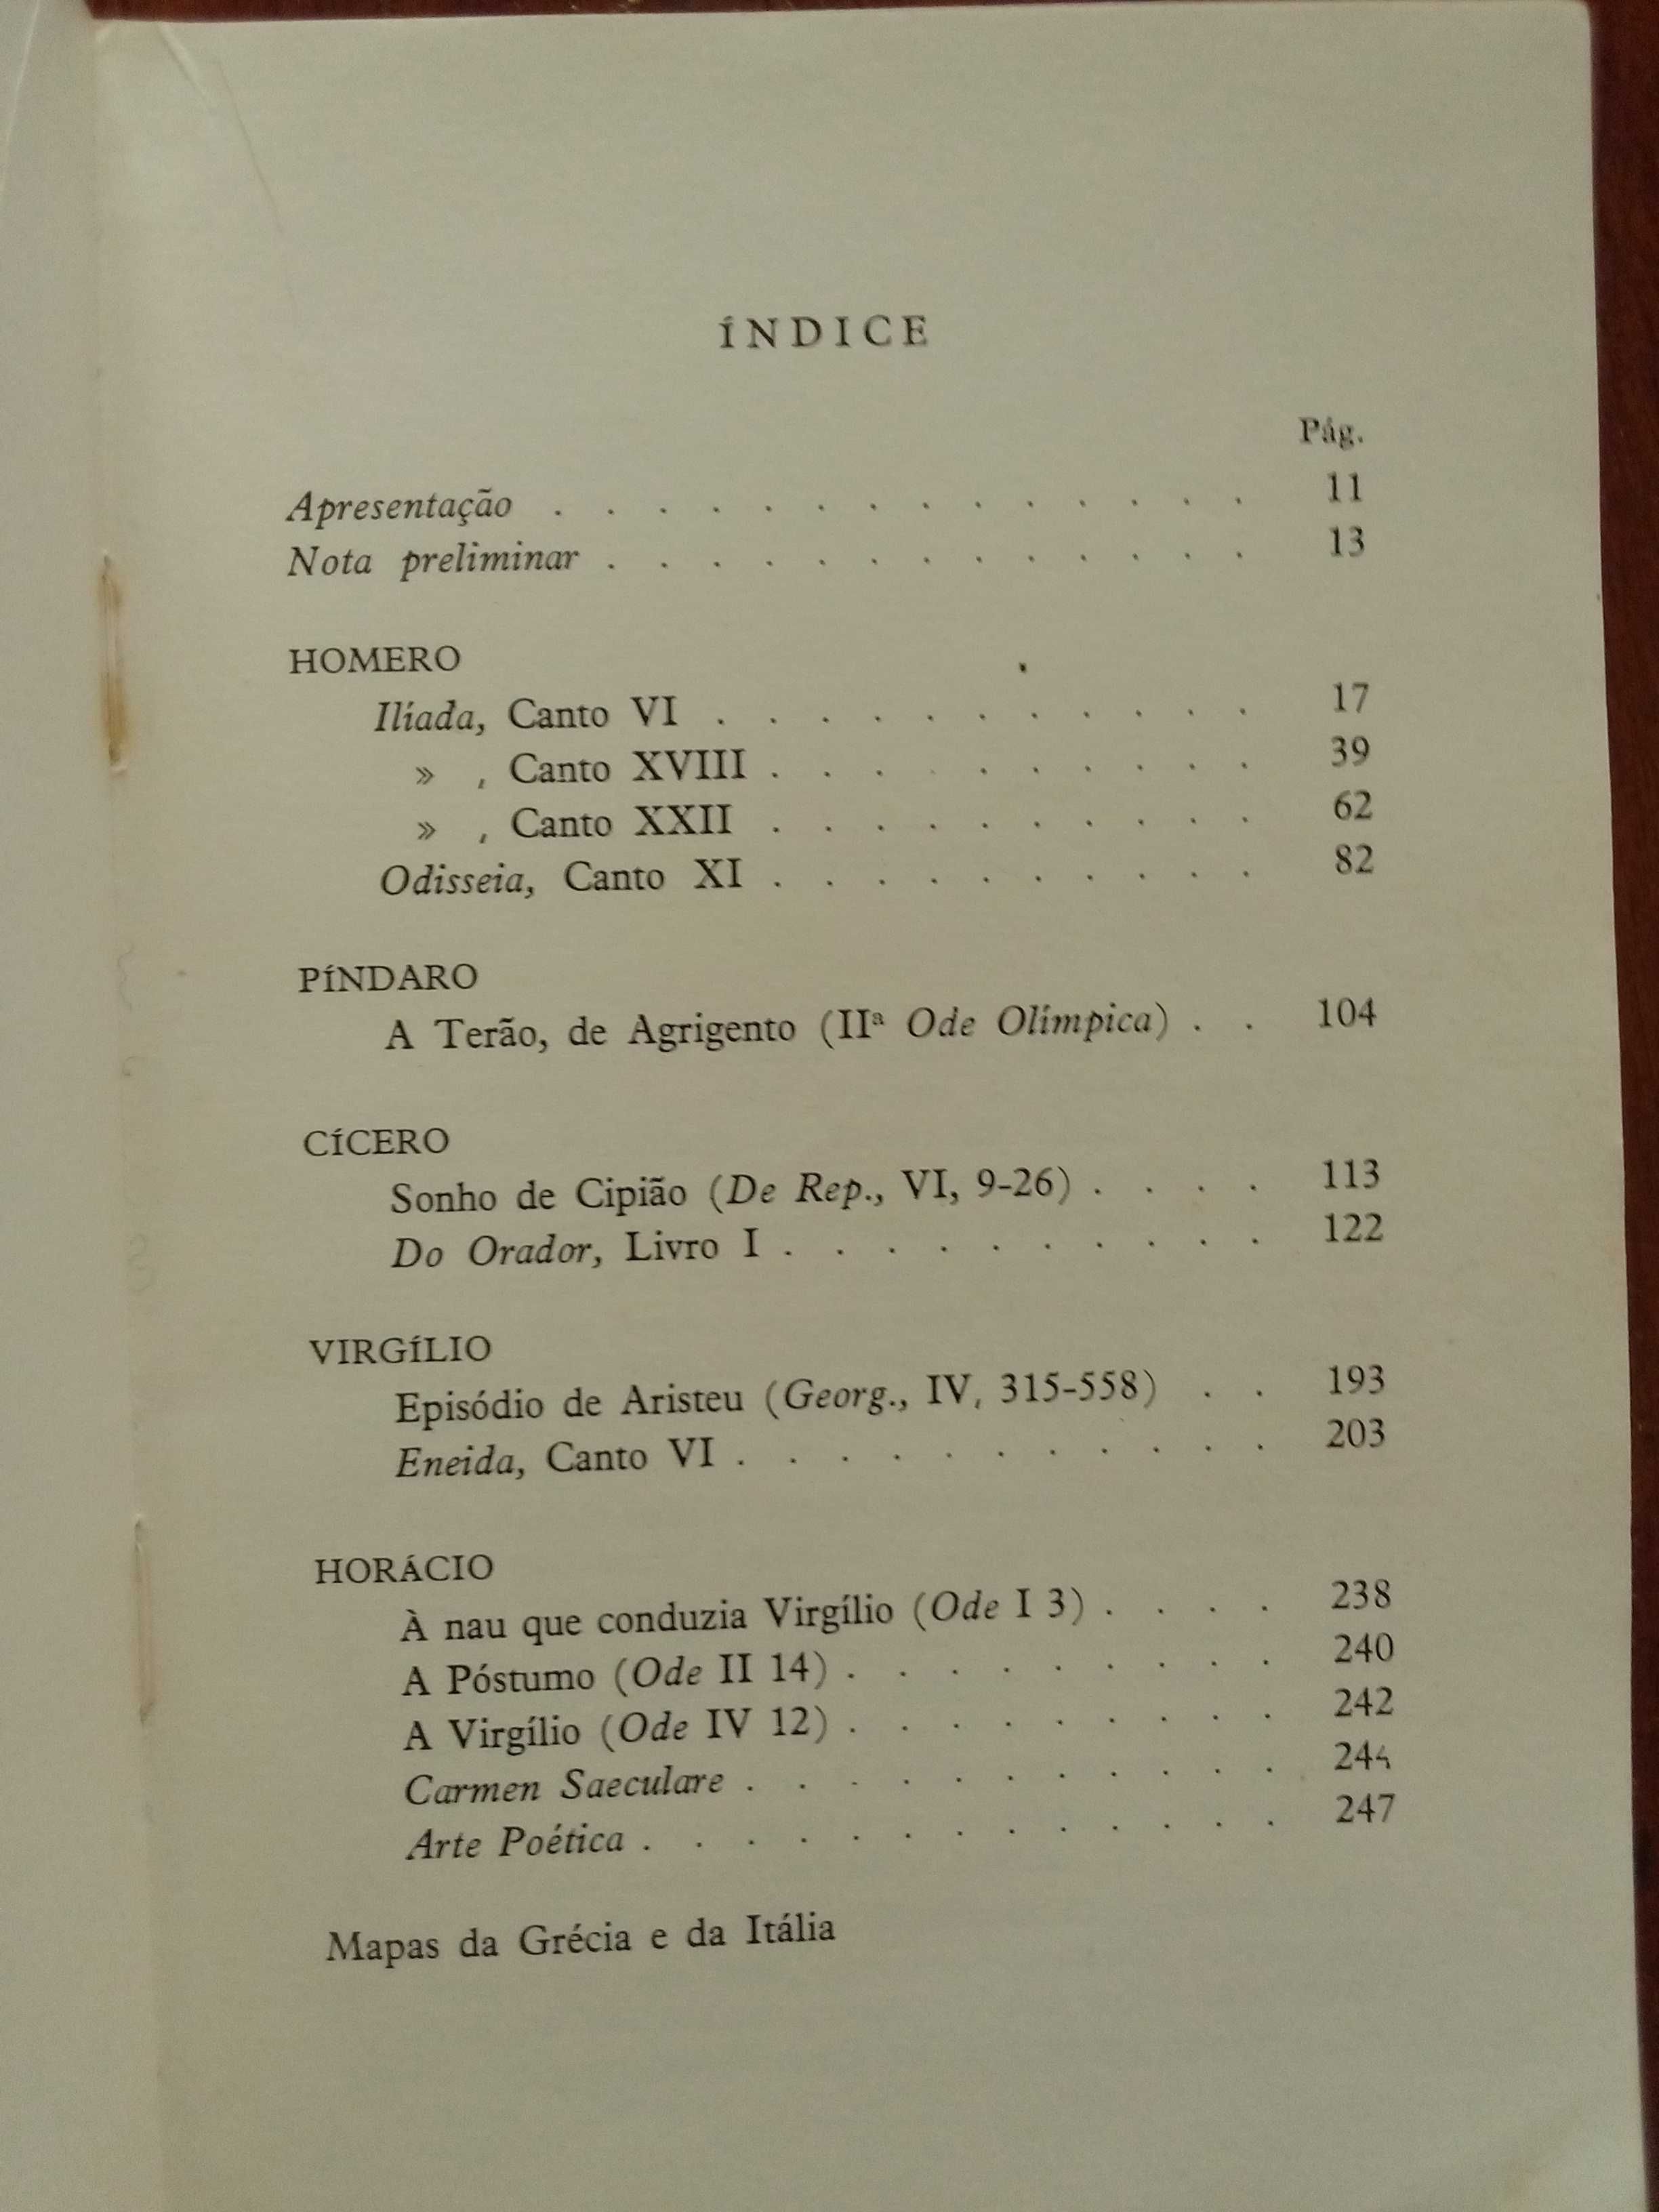 ÍNDICE
Pág.
Apresentação . . . . . . . . . . . . . . 11
Nota preliminar . . . . . . . . . . . . . 13
HOMERO
Ilíada, Canto VI . . . . . . . . . . . 17
» , Canto XVIII . . . . . . . . . . 39
» , Canto XXII . . . . . . . . . . 62
Odisseia, Canto XI . . . . . . . . . . 82
PÍNDARO
A Terão, de Agrigento (IIª Ode Olímpica) . . 104
CÍCERO
Sonho de Cipião (De Rep., VI, 9-26) . . . . 113
Do Orador, Livro I . . . . . . . . . . 122
VIRGÍLIO
Episódio de Aristeu (Georg., IV, 315-558) . . 193
Eneida, Canto VI . . . . . . . . . . . 203
HORÁCIO
À nau que conduzia Virgílio (Ode I 3) . . . . 238
A Póstumo (Ode II 14) . . . . . . . . . 240
A Virgílio (Ode IV 12) . . . . . . . . . 242
Carmen Saeculare . . . . . . . . . . . 244
Arte Poética . . . . . . . . . . . . . 247
Mapas da Grécia e da Itália